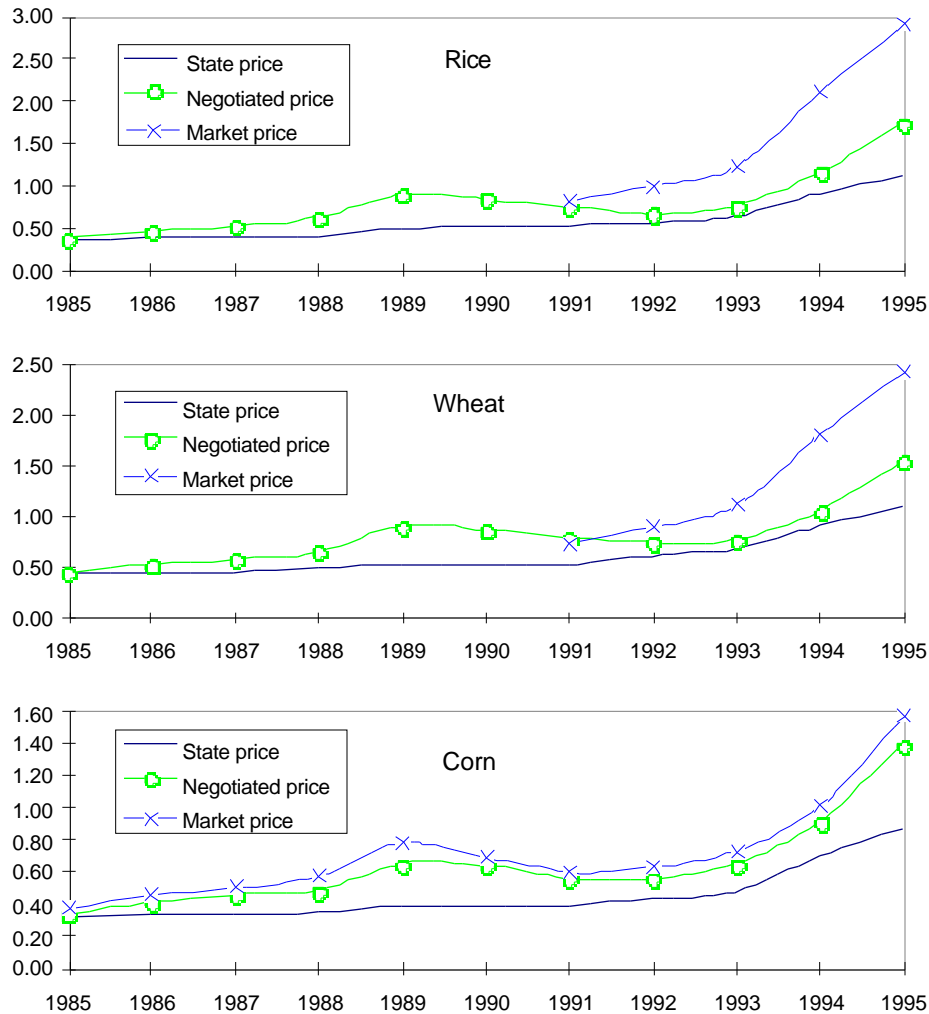 3.00
Rice
State price
2.50
Negotiated price
2.00
Market price
1.50
1.00
0.50
0.00
1985 1986 1987 1988 1989 1990 1991 1992 1993 1994 1995
2.50
Wheat
State price
2.00
Negotiated price
1.50
Market price
1.00
0.50
0.00
1985 1986 1987 1988 1989 1990 1991 1992 1993 1994 1995
1.60
State price
1.40
Corn
Negotiated price
1.20
Market price
1.00
0.80
0.60
0.40
0.20
0.00
1985 1986 1987 1988 1989 1990 1991 1992 1993 1994 1995